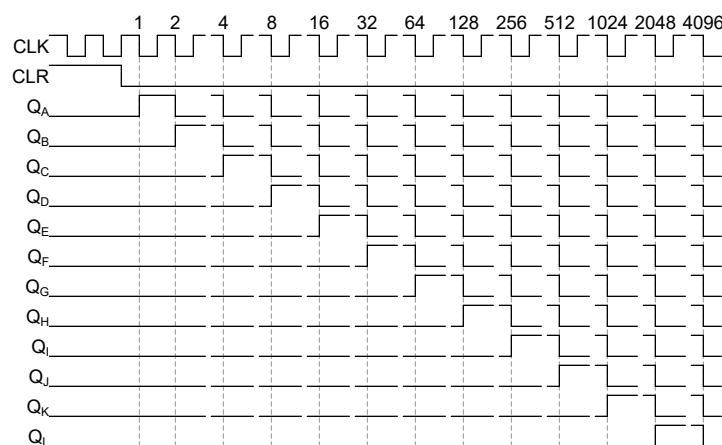 1 2 4 8 16 32 64 128 256 512 1024 2048 4096
CLK
CLR
QA
QB
QC
QD
QE
QF
QG
QH
QI
QJ
QK
QL